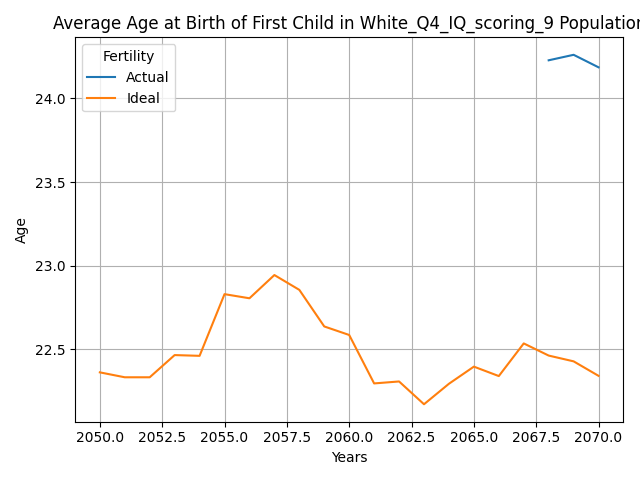 Average Age at Birth of First Child in White_Q4_IQ_scoring_9 Population
Fertility
Actual
Ideal
24.0
23.5
23.0
22.5
Age
2050.0 2052.5 2055.0 2057.5 2060.0 2062.5 2065.0 2067.5 2070.0
Years